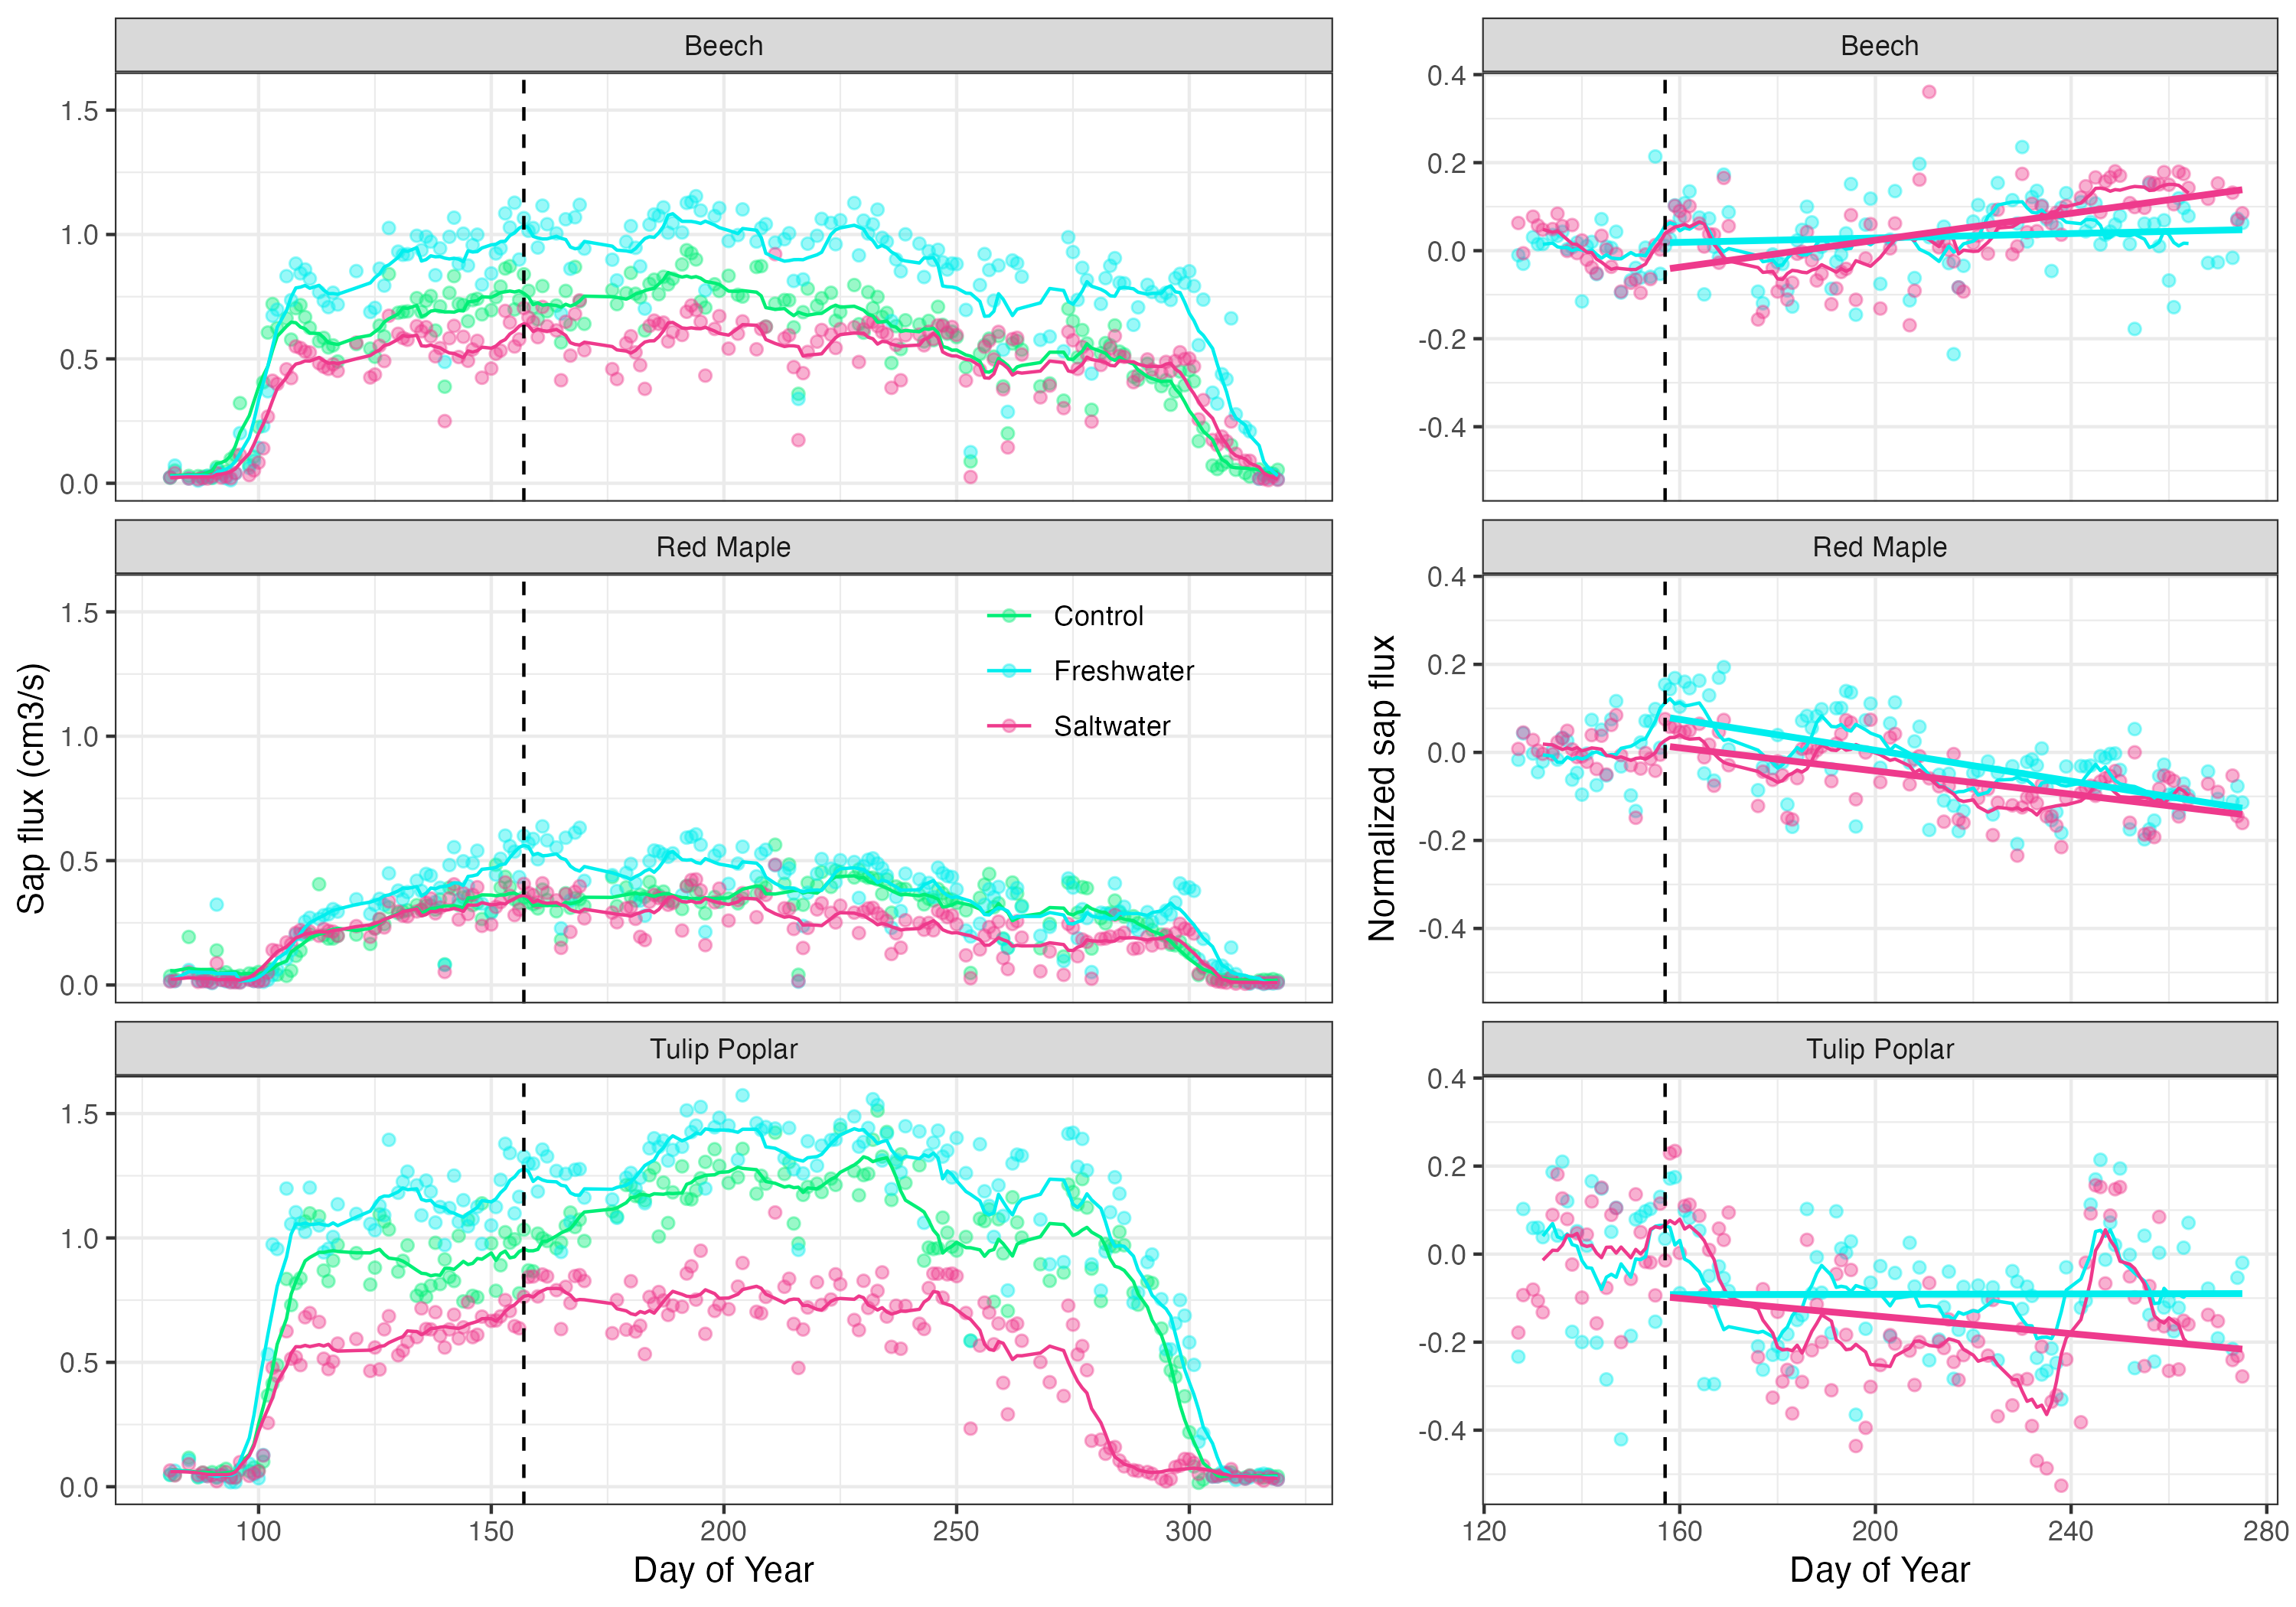 Beech
1.5
1.0
0.5
0.0
Red Maple
1.5
1.0
0.5
0.0
Control
Freshwater
Saltwater
Tulip Poplar
1.5
1.0
0.5
0.0
100 150 200 250 300
Day of Year
Sap flux (cm3/s)
Beech
0.4
0.2
0.0
-0.2
-0.4
Red Maple
0.4
0.2
0.0
-0.2
-0.4
Tulip Poplar
0.4
0.2
0.0
-0.2
-0.4
120 160 200 240 280
Day of Year
Normalized sap flux